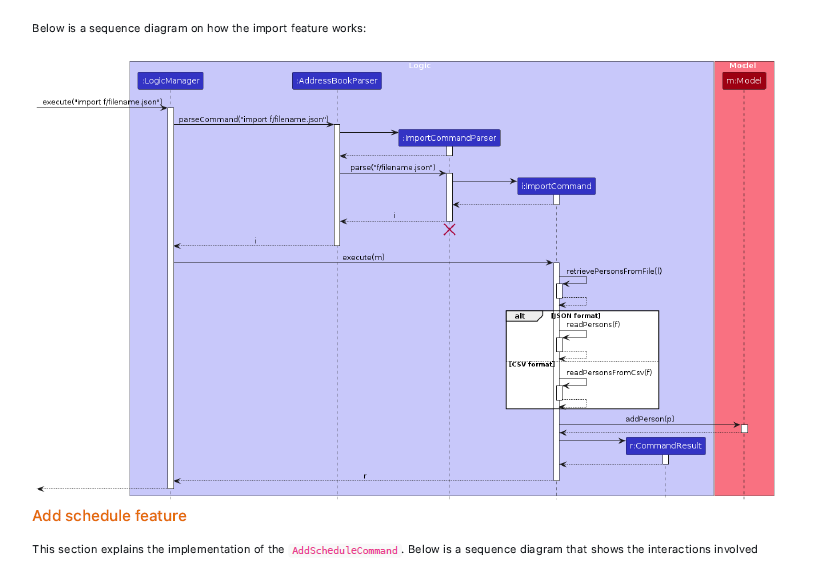 Below is a sequence diagram on how the import feature works:
Logic
Model
:LogicManager
:AddressBookParser
m:Model
execute("import f/filename.json")
parseCommand("import f/filename.json")
:ImportCommandParser
parse("f/filename.json")
i:ImportCommand
i
i
execute(m)
retrievePersonsFromFile()
alt
[JSON format]
readPersons(f)
[CSV format]
readPersonsFromCsv(f)
addPerson(p)
r:CommandResult
r
Add schedule feature
This section explains the implementation of the AddScheduleCommand. Below is a sequence diagram that shows the interactions involved